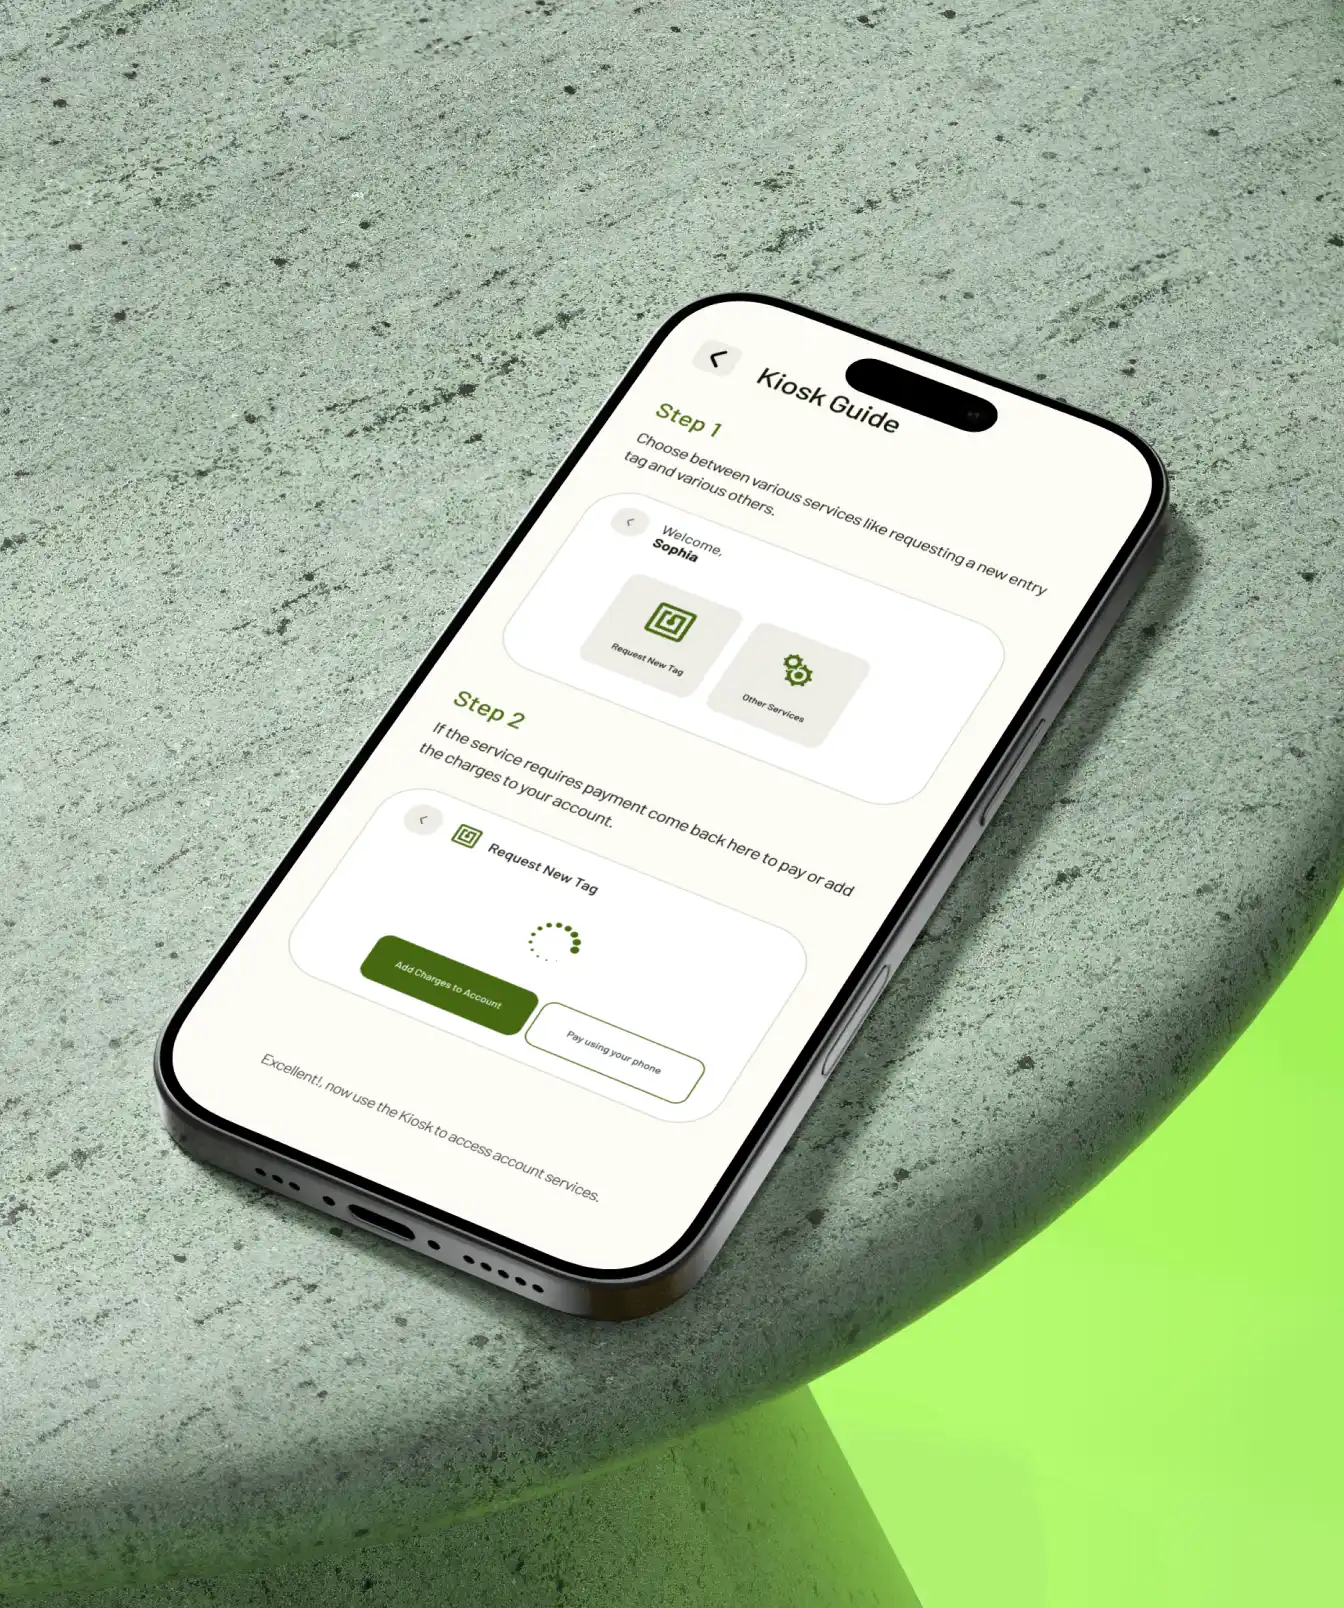 Kiosk Guide
Step 1
Choose between various services like requesting a new entry
tag and various others.
Welcome,
Sophia
Request New Tag
Other Services
Step 2
If the service requires payment come back here to pay or add
the charges to your account.
Request New Tag
Add Charges to Account
Pay using your phone
Excellent!, now use the Kiosk to access account services.